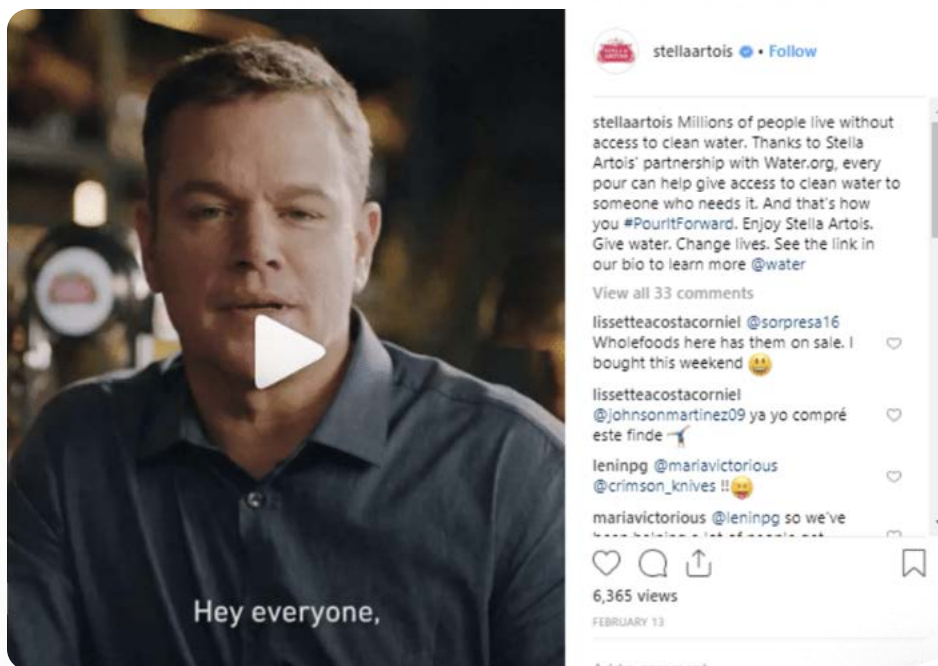 stellaartois • Follow
stellaartois Millions of people live without
access to clean water. Thanks to Stella
Artois' partnership with Water.org, every
pour can help give access to clean water to
someone who needs it. And that's how
you #PourItForward. Enjoy Stella Artois.
Give water. Change lives. See the link in
our bio to learn more @water
View all 33 comments
lissetteacostacorniel @sorpresa16
Wholefoods here has them on sale. I
bought this weekend 😃
lissetteacostacorniel
@johnsonmartinez09 ya yo compré
este finde 🤸
leninpg @mariavictorious
@crimson_knives !!😛
mariavictorious @leninpg so we've
6,365 views
FEBRUARY 13
Hey everyone,